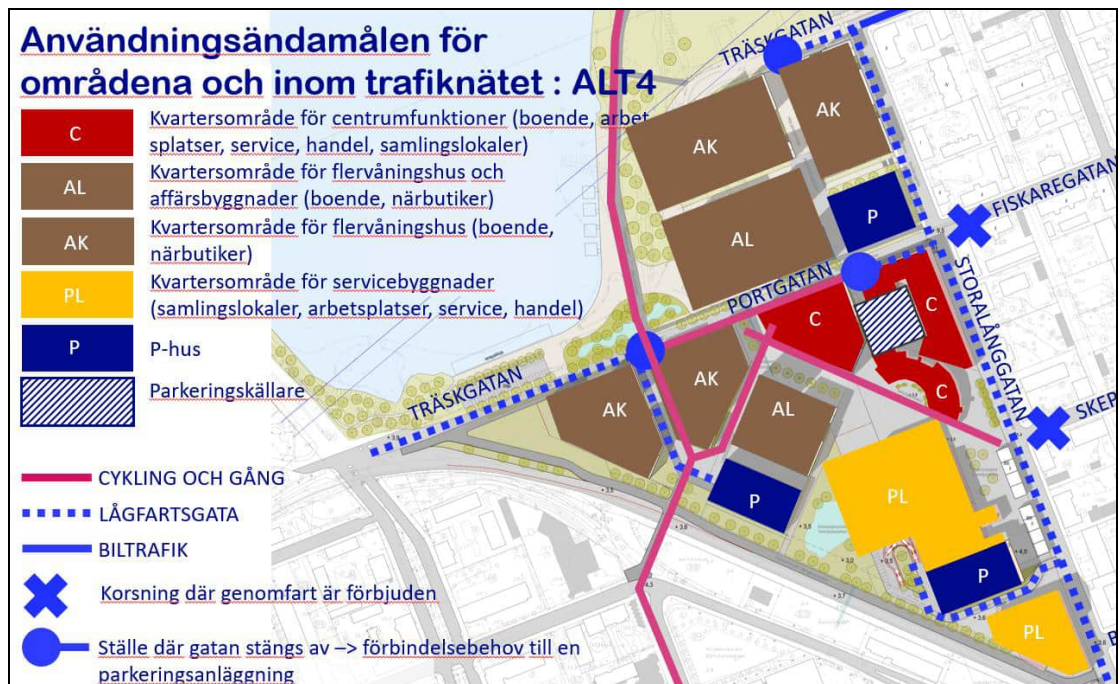 Användningsändamålen för
områdena och inom trafiknätet : ALT4
C
Kvartersområde för centrumfunktioner (boende, arbet
splatser, service, handel, samlingslokaler)
AL
Kvartersområde för flervåningshus och
affärsbyggnader (boende, närbutiker)
AK
Kvartersområde för flervåningshus (boende,
närbutiker)
PL
Kvartersområde för servicebyggnader
(samlingslokaler, arbetsplatser, service, handel)
P
P-hus
Parkeringskällare
CYKLING OCH GÅNG
LÅGFARTSGATA
BILTRAFIK
Korsning där genomfart är förbjuden
Ställe där gatan stängs av –> förbindelsebehov till en
parkeringsanläggning
TRÄSKGATAN
AK
AK
AL
P
FISKAREGATAN
PORTGATAN
STORALÅNGGATAN
C
C
C
TRÄSKGATAN
AK
AK
AL
SKEP
P
PL
P
PL
B